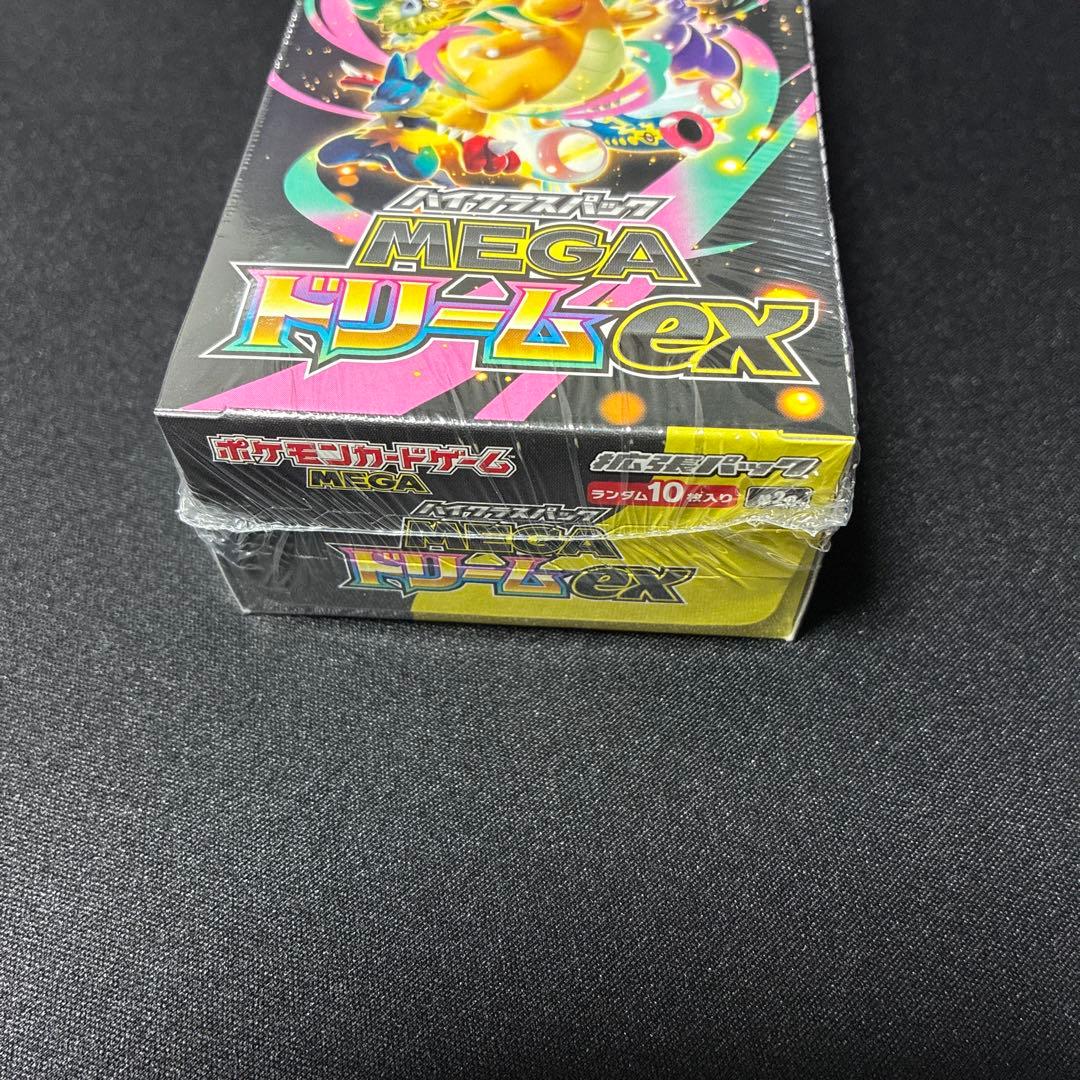 ハイクラスパック
MEGA
ドリームex
ポケモンカードゲーム
MEGA
拡張パック
ランダム10枚入り
ハイクラスパック
MEGA
ドリームex